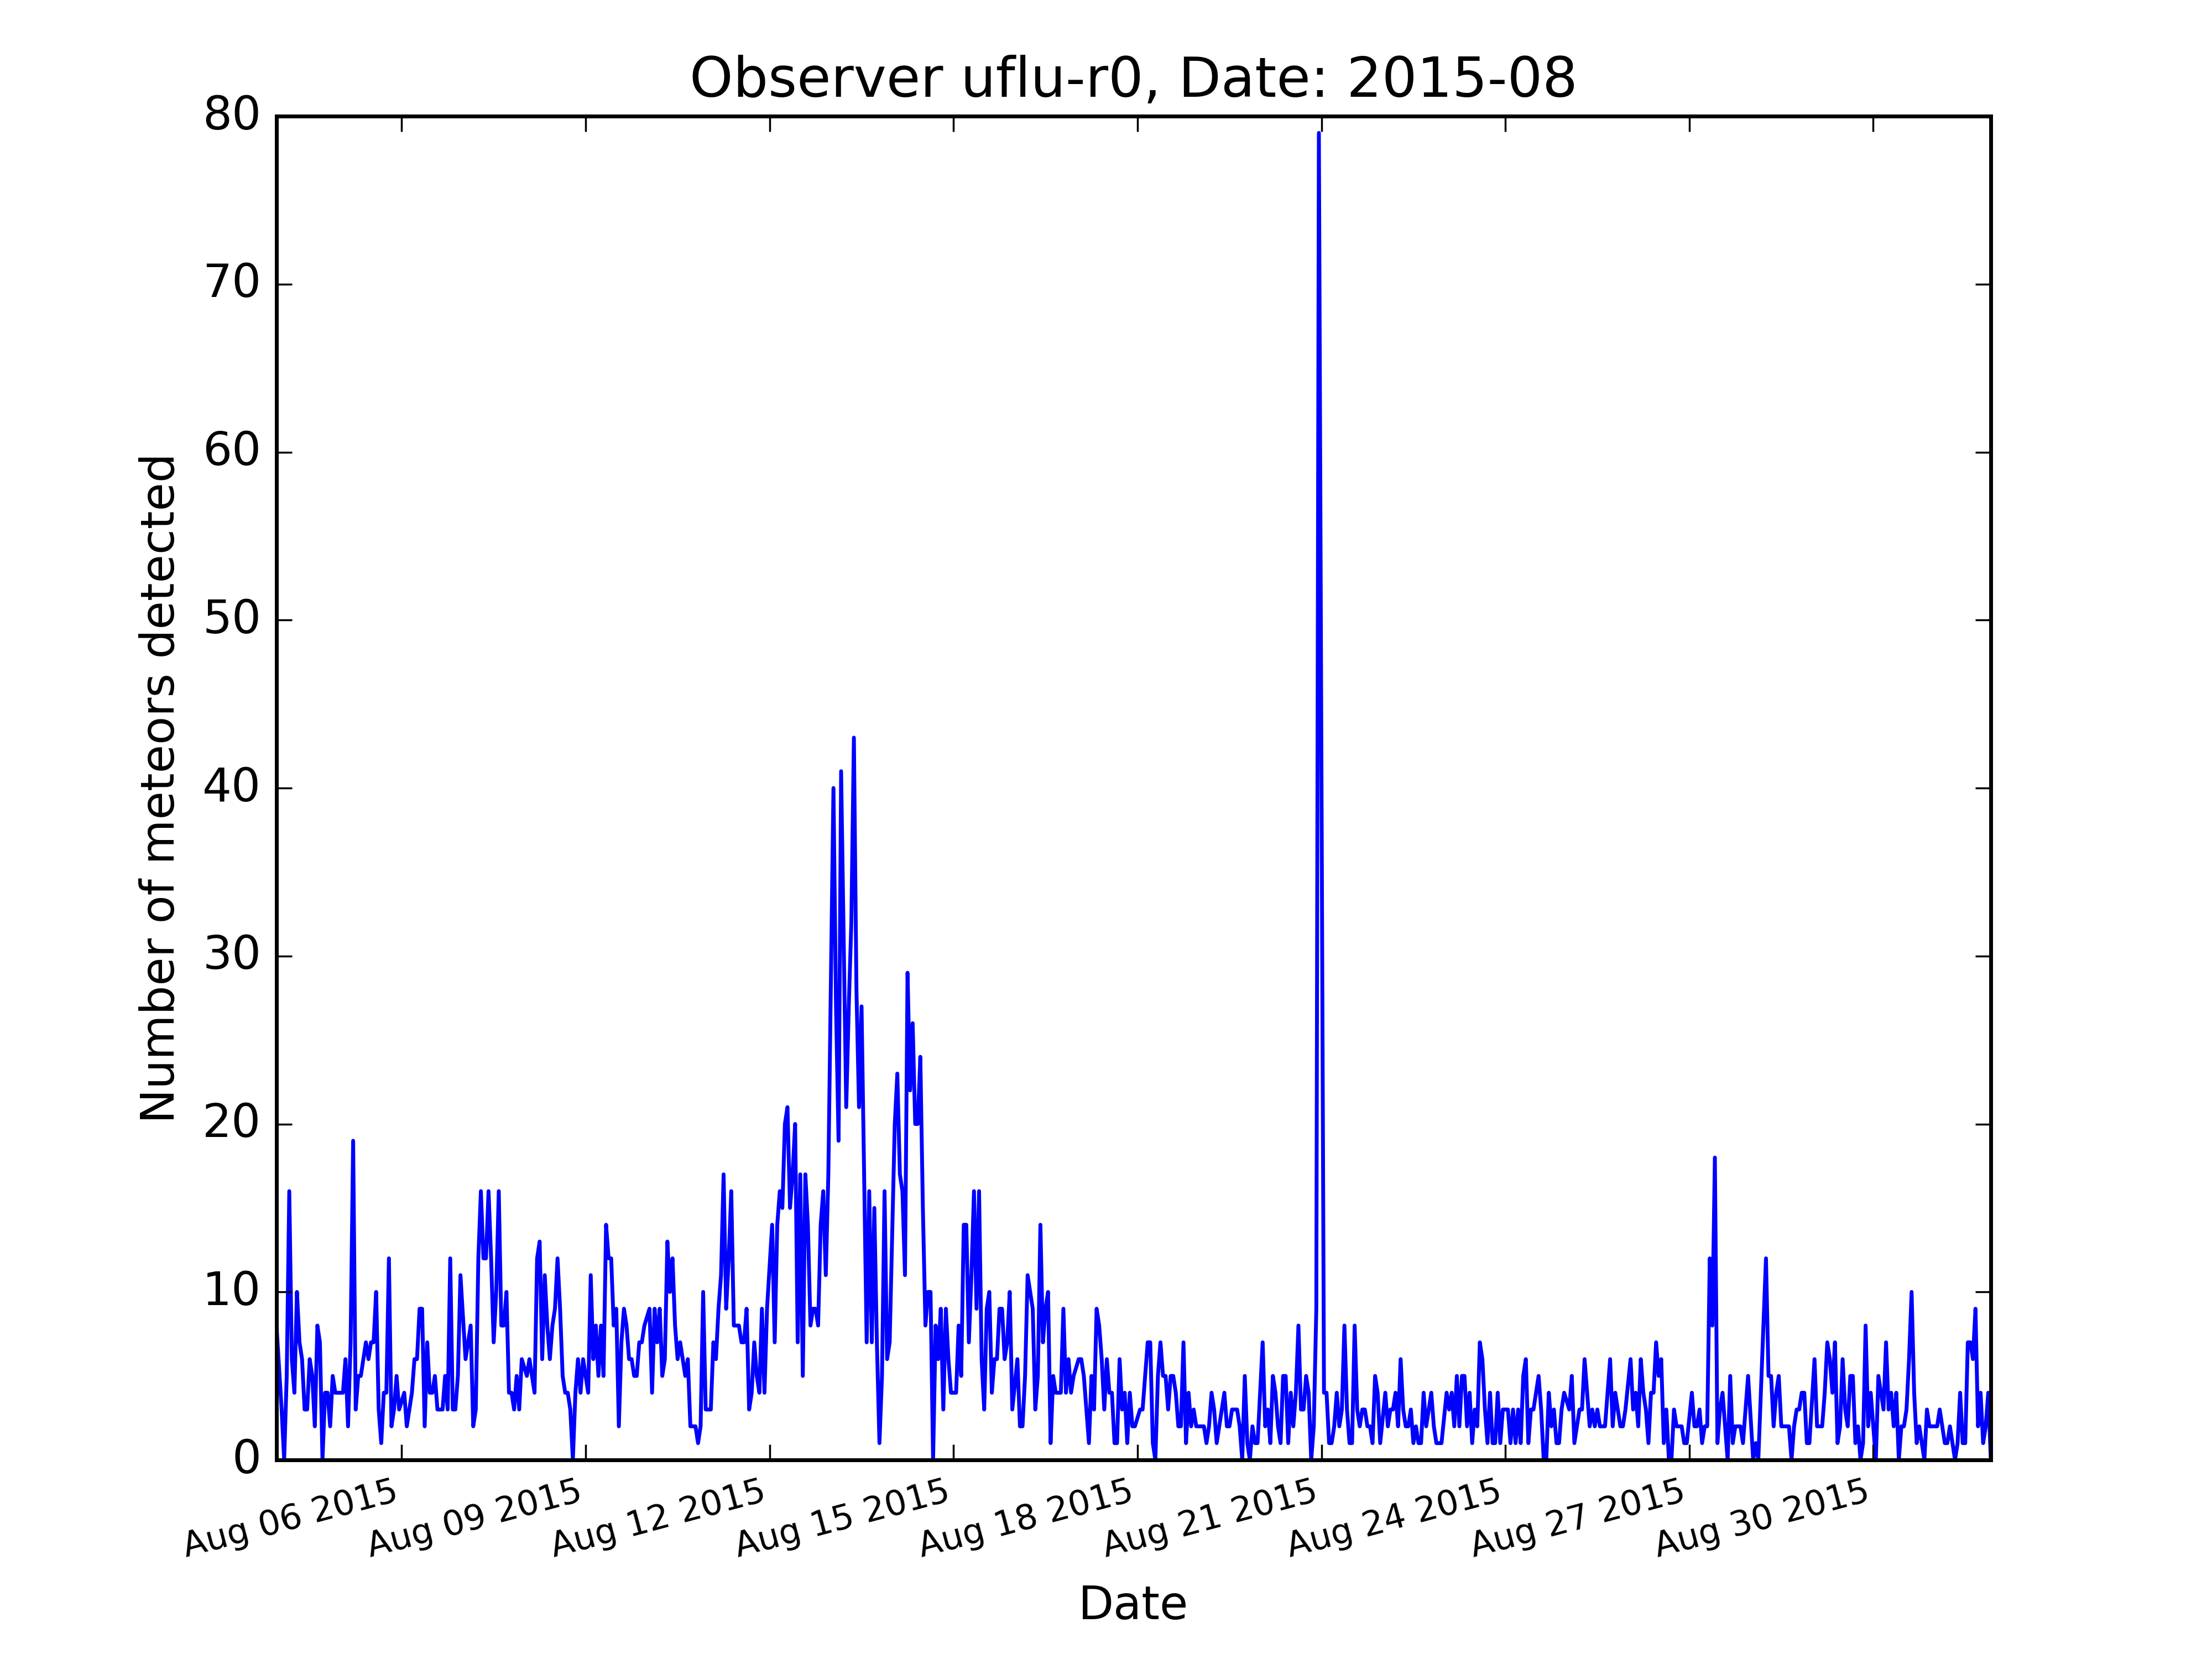 Observer uflu-r0, Date: 2015-08
80
70
60
50
40
30
20
10
0
Number of meteors detected
Aug 06 2015
Aug 09 2015
Aug 12 2015
Aug 15 2015
Aug 18 2015
Aug 21 2015
Aug 24 2015
Aug 27 2015
Aug 30 2015
Date